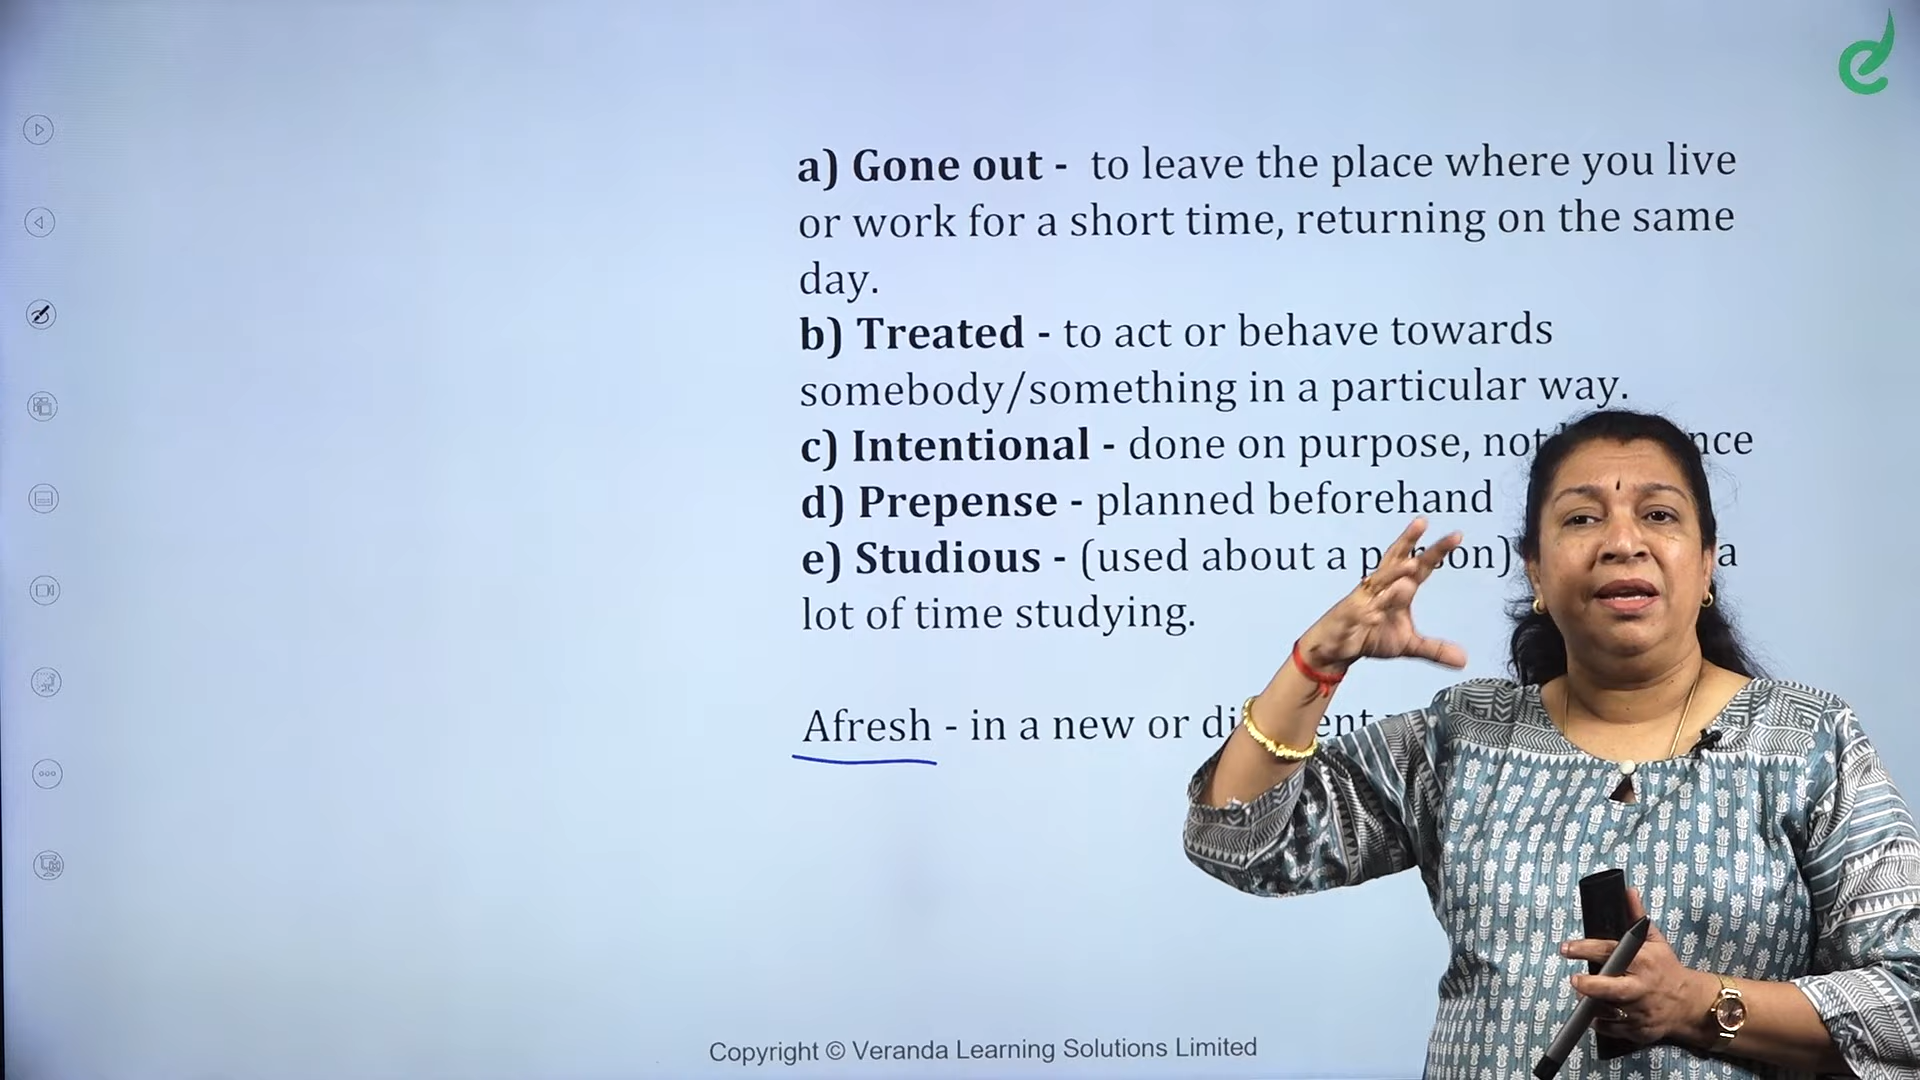 a) Gone out - to leave the place where you live
or work for a short time, returning on the same
day.
b) Treated - to act or behave towards
somebody/something in a particular way.
c) Intentional - done on purpose, not
d) Prepense - planned beforehand
e) Studious - (used about a a
lot of time studying.
Afresh - in a new or
Copyright © Veranda Learning Solutions Limited